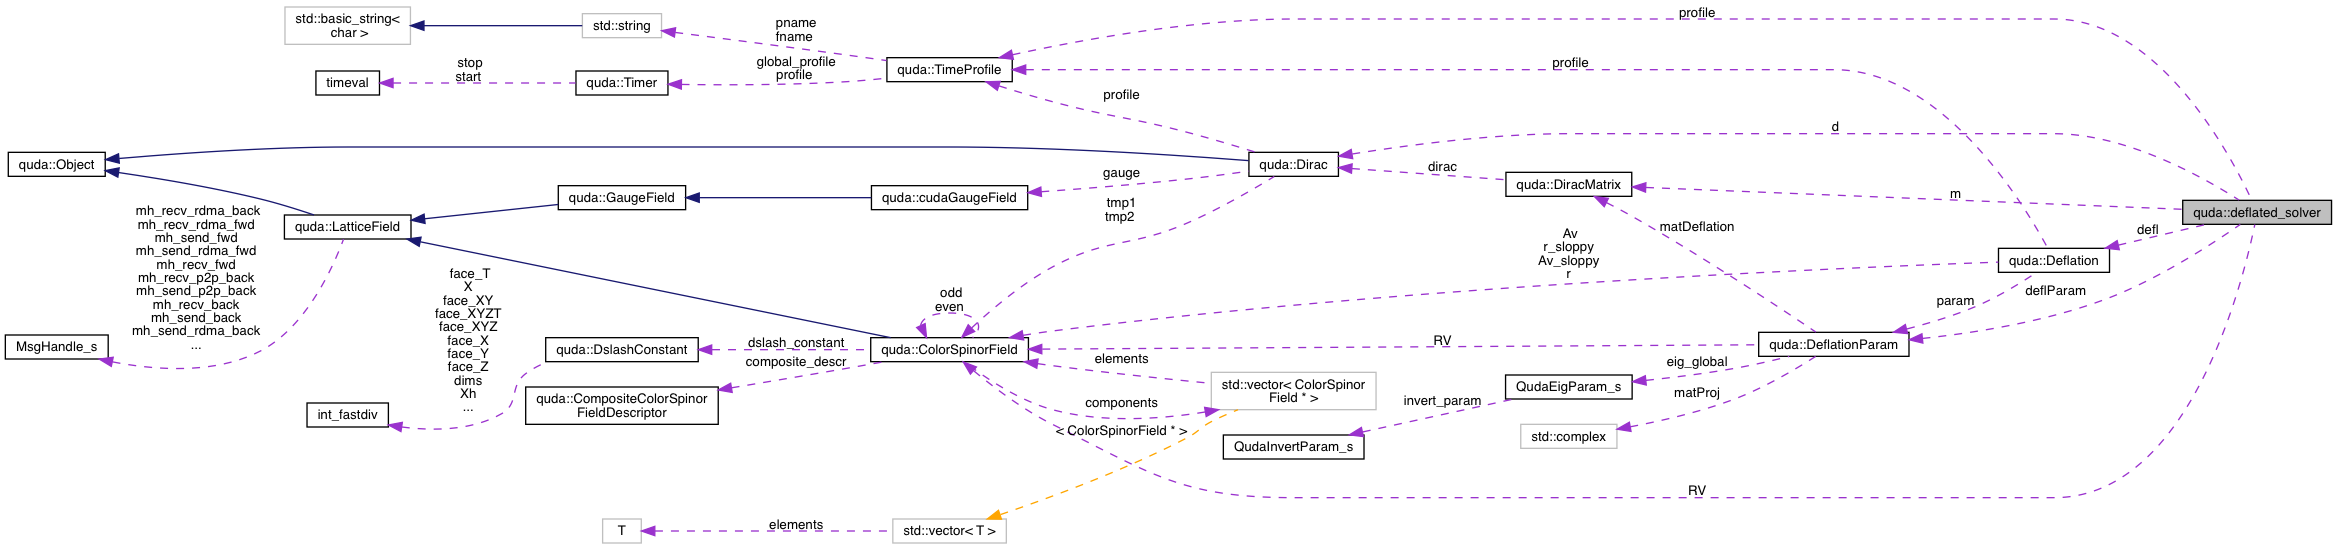 std::basic_string<
char >
std::string
pname
fname
profile
timeval
stop
start
quda::Timer
global_profile
profile
quda::TimeProfile
profile
profile
d
quda::Object
quda::Dirac
dirac
quda::DiracMatrix
m
quda::deflated_solver
gauge
quda::GaugeField
quda::cudaGaugeField
tmp1
tmp2
quda::LatticeField
mh_recv_rdma_back
mh_recv_rdma_fwd
mh_send_fwd
mh_send_rdma_fwd
mh_recv_fwd
mh_recv_p2p_back
mh_send_p2p_back
mh_recv_back
mh_send_back
mh_send_rdma_back
...
matDeflation
defl
quda::Deflation
Av
r_sloppy
Av_sloppy
r
param
deflParam
face_T
X
face_XY
face_XYZT
face_XYZ
face_X
face_Y
face_Z
dims
Xh
...
odd
even
MsgHandle_s
quda::DslashConstant
dslash_constant
quda::ColorSpinorField
RV
quda::DeflationParam
composite_descr
elements
eig_global
quda::CompositeColorSpinor
FieldDescriptor
std::vector< ColorSpinor
Field * >
QudaEigParam_s
matProj
int_fastdiv
components
invert_param
< ColorSpinorField * >
QudaInvertParam_s
std::complex
RV
T
elements
std::vector< T >